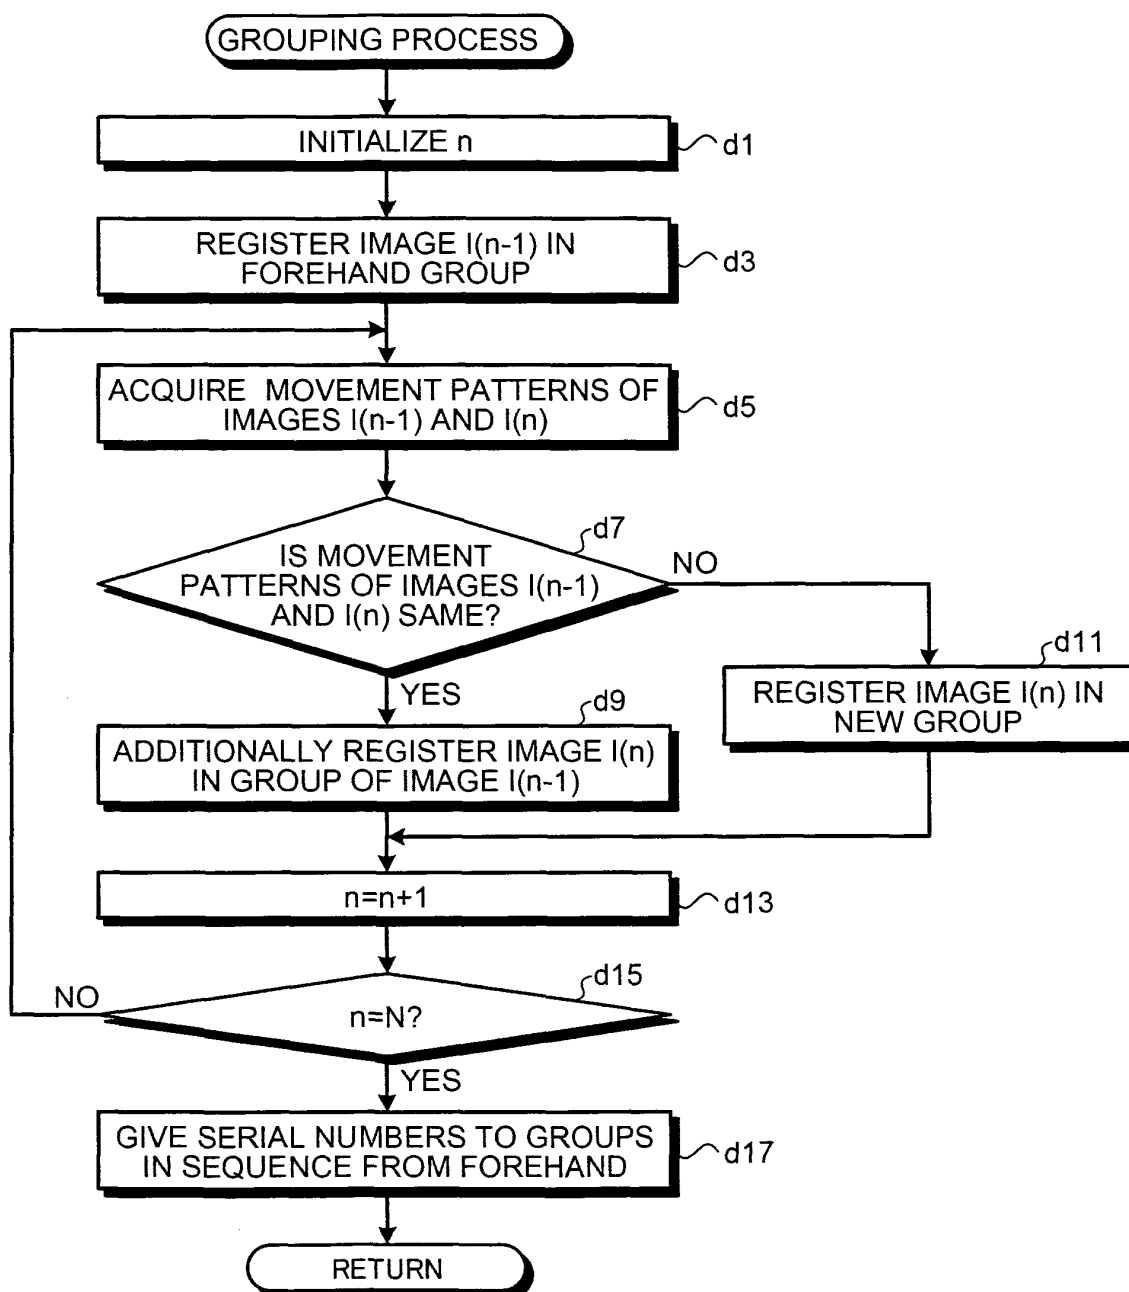 GROUPING PROCESS
INITIALIZE n
d1
REGISTER IMAGE I(n-1) IN
FOREHAND GROUP
d3
ACQUIRE MOVEMENT PATTERNS OF
IMAGES I(n-1) AND I(n)
d5
d7
IS MOVEMENT
PATTERNS OF IMAGES I(n-1)
AND I(n) SAME?
NO
YES
d11
REGISTER IMAGE I(n) IN
NEW GROUP
d9
ADDITIONALLY REGISTER IMAGE I(n)
IN GROUP OF IMAGE I(n-1)
n=n+1
d13
d15
n=N?
NO
YES
GIVE SERIAL NUMBERS TO GROUPS
IN SEQUENCE FROM FOREHAND
d17
RETURN